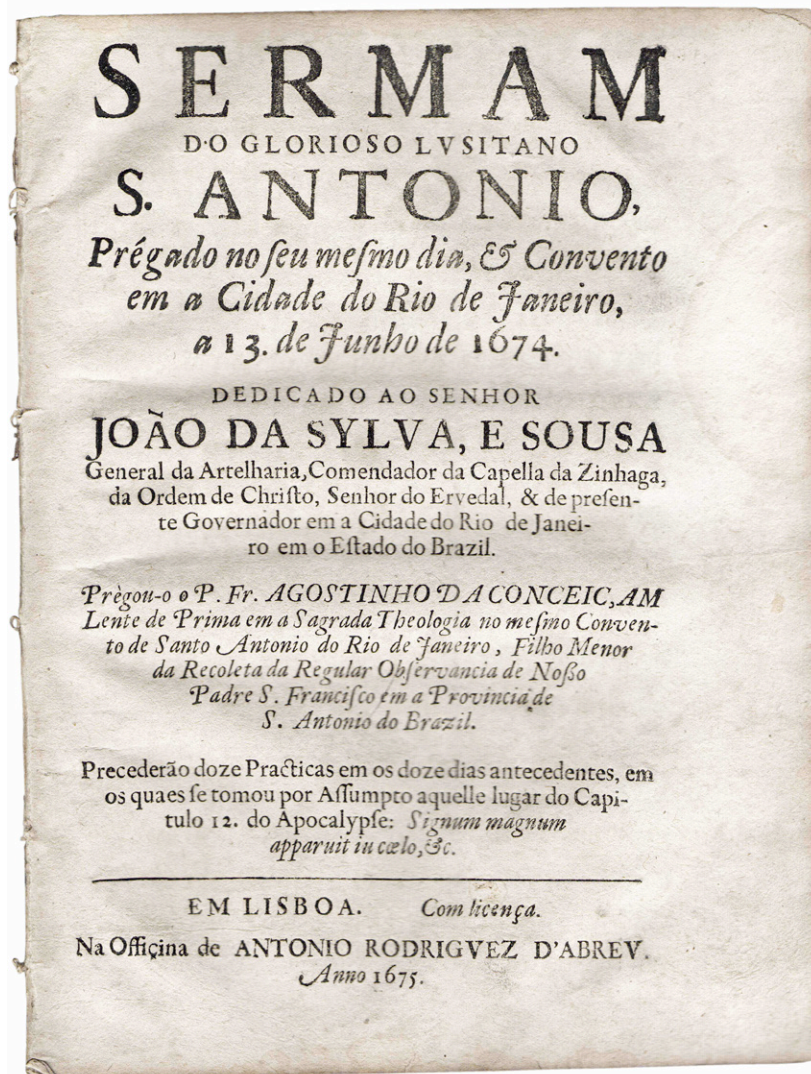 SERMAM
DO GLORIOSO LVSITANO
S. ANTONIO,
Prégado no ſeu meſmo dia, & Convento
em a Cidade do Rio de Janeiro,
a 13. de Junho de 1674.
DEDICADO AO SENHOR
JOÃO DA SYLVA, E SOUSA
General da Artelharia, Comendador da Capella da Zinhaga,
da Ordem de Chriſto, Senhor do Ervedal, & de preſen-
te Governador em a Cidade do Rio de Janei-
ro em o Eſtado do Brazil.
Prègou-o o P. Fr. AGOSTINHO DA CONCEIC,AM
Lente de Prima em a Sagrada Theologia no meſmo Conven-
to de Santo Antonio do Rio de Janeiro, Filho Menor
da Recoleta da Regular Obſervancia de Noßo
Padre S. Franciſco em a Provincia de
S. Antonio do Brazil.
Precederão doze Practicas em os doze dias antecedentes, em
os quaes ſe tomou por Aſſumpto aquelle lugar do Capi-
tulo 12. do Apocalypſe: Signum magnum
apparuit iu cœlo, &c.
EM LISBOA. Com licença.
Na Officina de ANTONIO RODRIGVEZ D'ABREV.
Anno 1675.